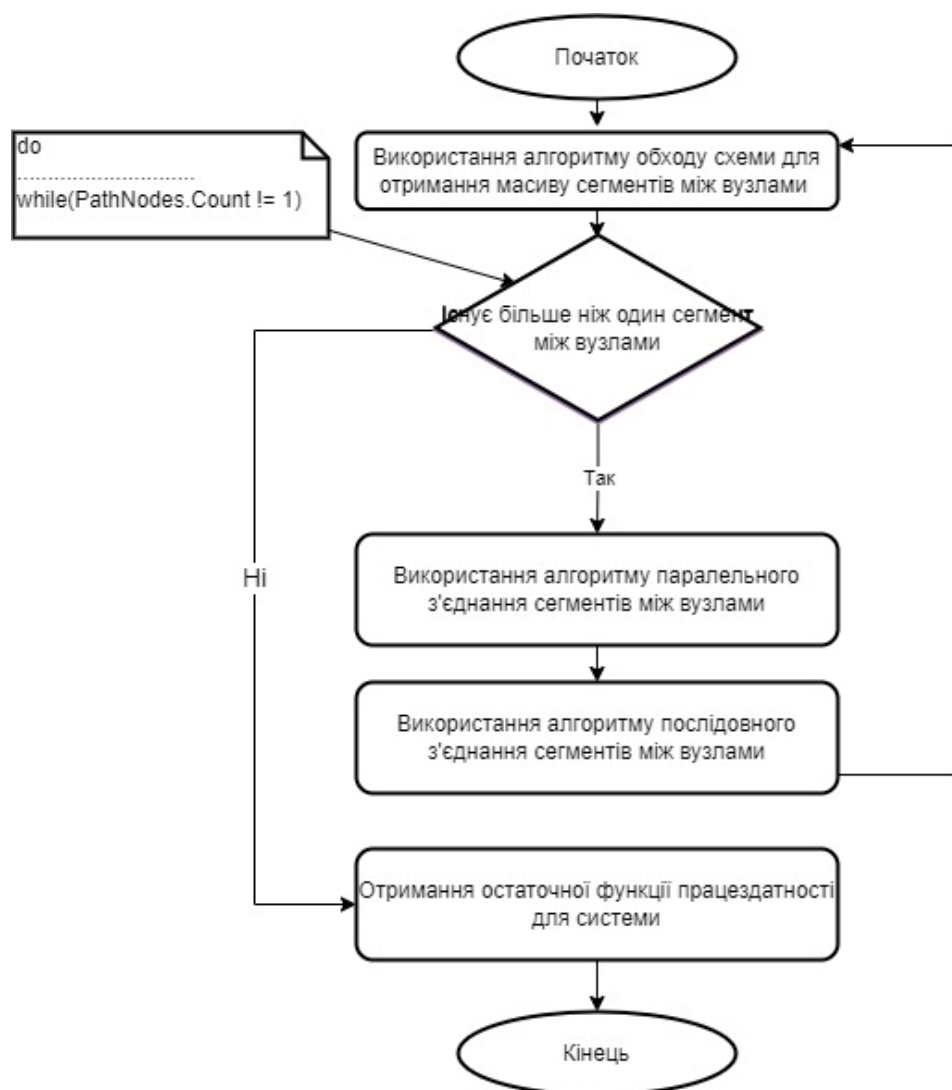 Початок
do
............................
while(PathNodes.Count != 1)
Використання алгоритму обходу схеми для
отримання масиву сегментів між вузлами
Існує більше ніж один сегмент
між вузлами
Так
Ні
Використання алгоритму паралельного
з'єднання сегментів між вузлами
Використання алгоритму послідовного
з'єднання сегментів між вузлами
Отримання остаточної функції працездатності
для системи
Кінець